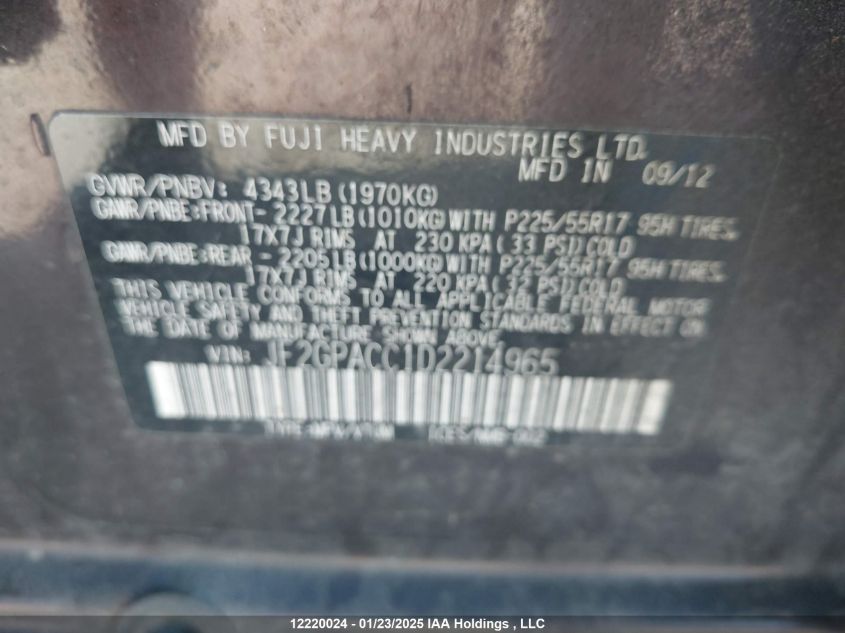 MFD BY FUJI HEAVY INDUSTRIES LTD.
MFD IN 09/12
GVWR/PNBV: 4343LB(1970KG)
GAWR/PNBE:FRONT-2227LB(1010KG)WITH P225/55R17 95H TIRES,
17X7J RIMS AT 230 KPA(33 PSI)COLD
GAWR/PNBE:REAR -2205LB(1000KG)WITH P225/55R17 95H TIRES,
17X7J RIMS AT 220 KPA(32 PSI)COLD
THIS VEHICLE CONFORMS TO ALL APPLICABLE FEDERAL MOTOR
VEHICLE SAFETY AND THEFT PREVENTION STANDARDS IN EFFECT ON
THE DATE OF MANUFACTURE SHOWN ABOVE
VIN: JF2GPACC1D2214965
12220024 - 01/23/2025 IAA Holdings , LLC